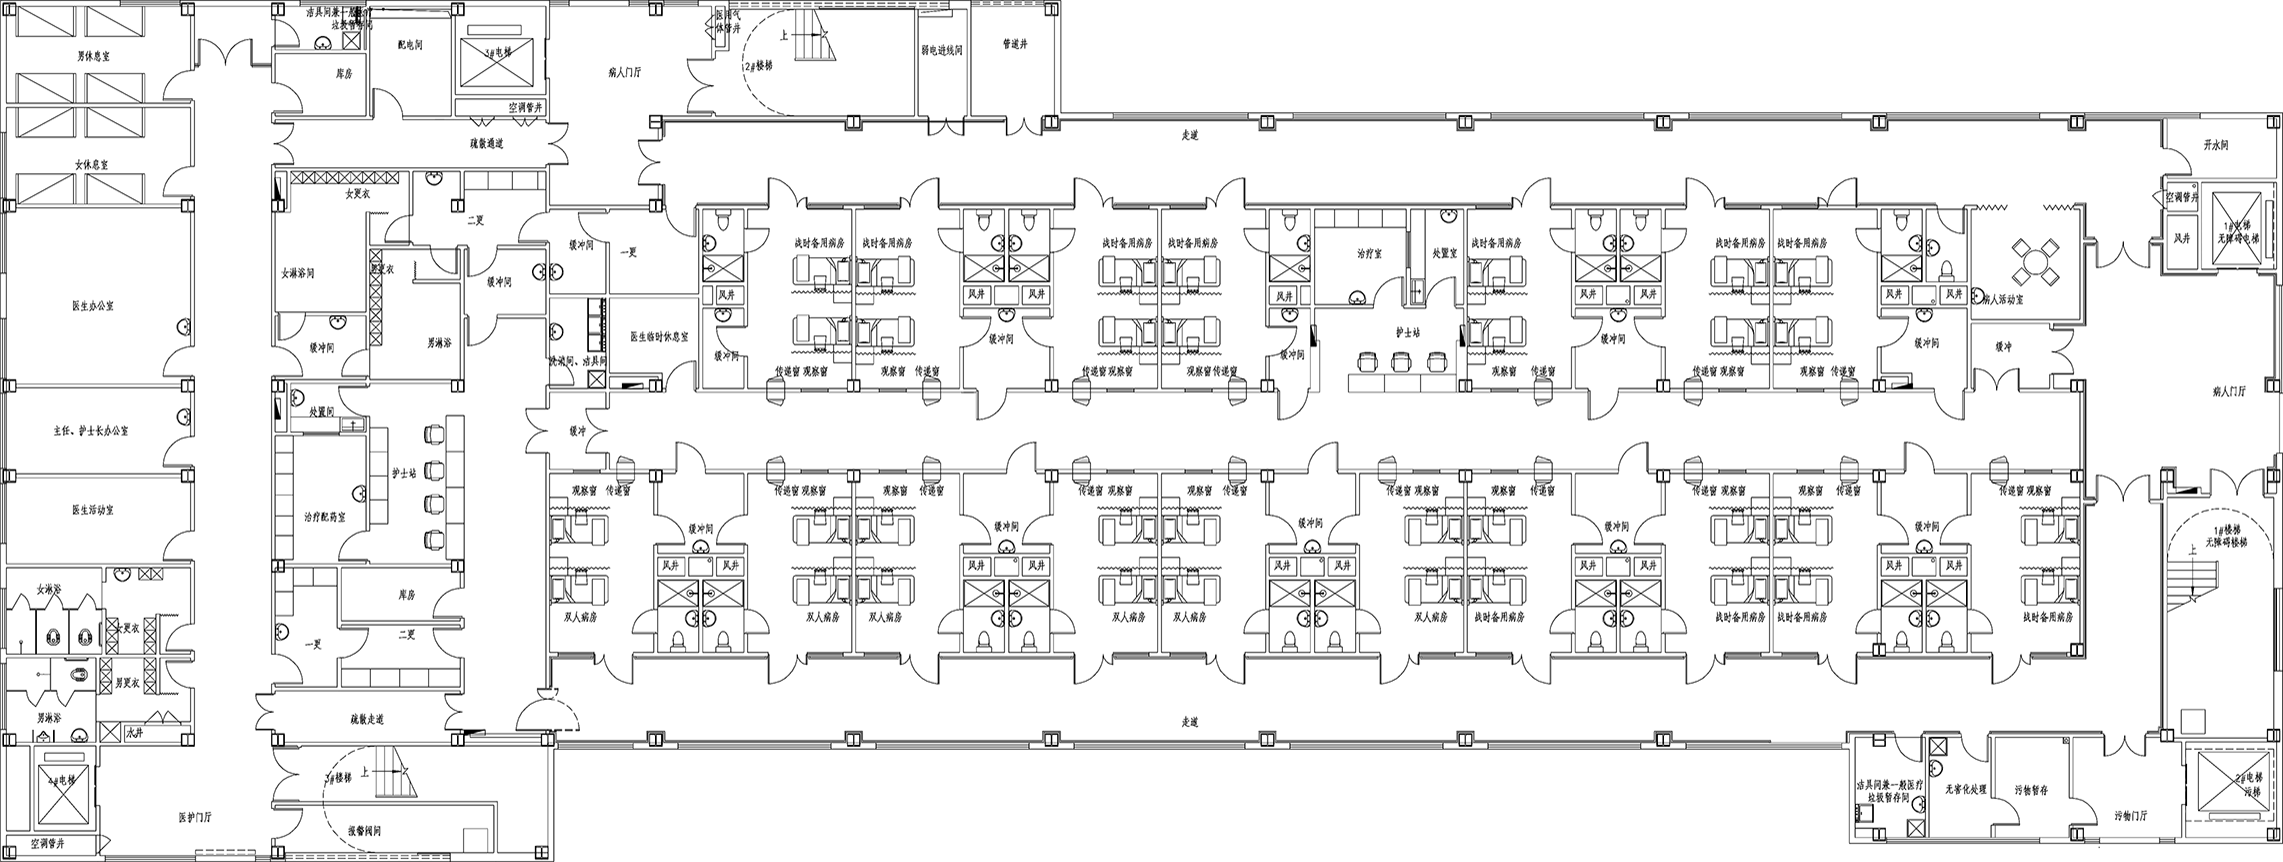 洁具间兼一般医疗
垃圾暂存间
配电间
3#电梯
医用气
体管井
上
2#楼梯
弱电进线间
管道井
男休息室
库房
病人门厅
空调管井
走道
疏散通道
开水间
女休息室
女更衣
空调管井
二更
1#电梯
无障碍电梯
风井
缓冲间
一更
战时备用病房
战时备用病房
战时备用病房
战时备用病房
治疗室
处置室
战时备用病房
战时备用病房
战时备用病房
女淋浴间
男更衣
缓冲间
风井
风井
风井
风井
风井
风井
风井
风井
病人活动室
医生办公室
医生临时休息室
护士站
缓冲间
男淋浴
洗消间、洁具间
缓冲间
缓冲间
缓冲间
缓冲间
缓冲间
缓冲
传递窗
观察窗
观察窗
传递窗
传递窗
观察窗
观察窗
传递窗
观察窗
传递窗
传递窗
观察窗
传递窗
病人门厅
处置间
主任、护士长办公室
缓冲
护士站
观察窗
传递窗
传递窗
观察窗
观察窗
传递窗
传递窗
观察窗
观察窗
传递窗
传递窗
观察窗
观察窗
传递窗
传递窗
观察窗
观察窗
传递窗
传递窗
观察窗
医生活动室
治疗配药室
缓冲间
缓冲间
缓冲间
缓冲间
缓冲间
1#楼梯
无障碍楼梯
上
风井
风井
风井
风井
风井
风井
风井
风井
风井
风井
女淋浴
库房
双人病房
双人病房
双人病房
双人病房
双人病房
双人病房
战时备用病房
战时备用病房
战时备用病房
战时备用病房
女更衣
一更
二更
男更衣
男淋浴
水井
疏散走道
走道
4#电梯
3#楼梯
上
医护门厅
报警阀间
空调管井
洁具间兼一般医疗
垃圾暂存间
无害化处理
污物暂存
污物门厅
2#电梯
污梯